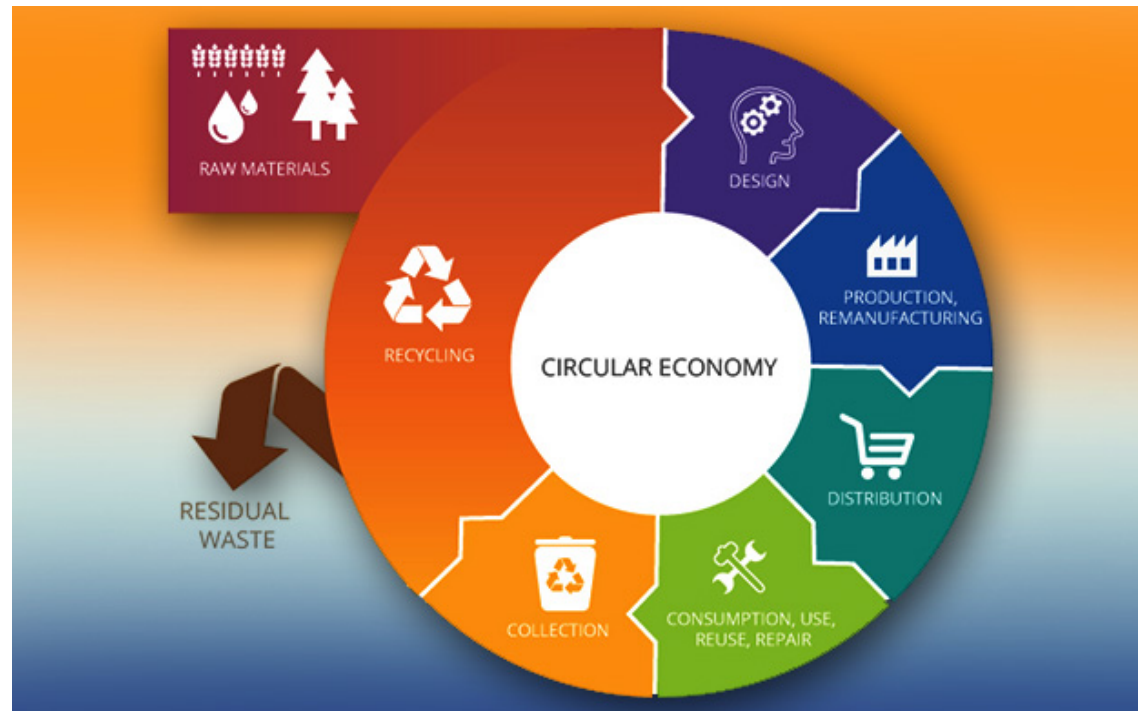 RAW MATERIALS
DESIGN
PRODUCTION,
REMANUFACTURING
RECYCLING
CIRCULAR ECONOMY
DISTRIBUTION
RESIDUAL
WASTE
COLLECTION
CONSUMPTION, USE,
REUSE, REPAIR